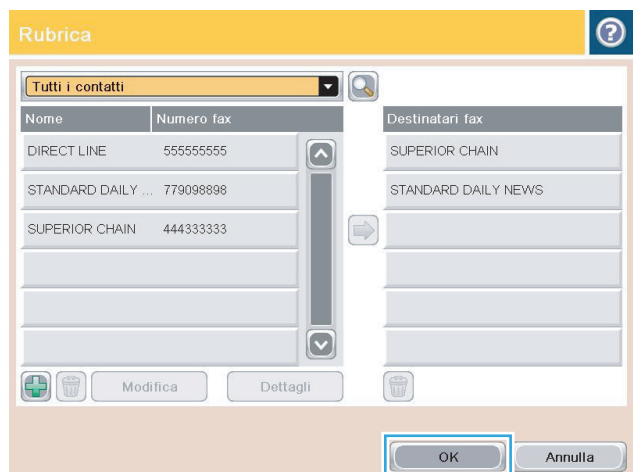 Rubrica
?
Tutti i contatti
Nome Numero fax Destinatari fax
DIRECT LINE 555555555 SUPERIOR CHAIN
STANDARD DAILY ... 779098898 STANDARD DAILY NEWS
SUPERIOR CHAIN 444333333
Modifica Dettagli
OK Annulla